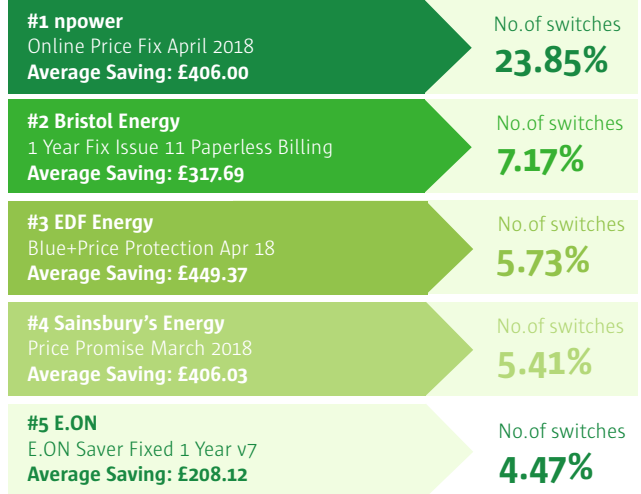 #1 npower
Online Price Fix April 2018
Average Saving: £406.00
No.of switches
23.85%
#2 Bristol Energy
1 Year Fix Issue 11 Paperless Billing
Average Saving: £317.69
No.of switches
7.17%
#3 EDF Energy
Blue+Price Protection Apr 18
Average Saving: £449.37
No.of switches
5.73%
#4 Sainsbury's Energy
Price Promise March 2018
Average Saving: £406.03
No.of switches
5.41%
#5 E.ON
E.ON Saver Fixed 1 Year v7
Average Saving: £208.12
No.of switches
4.47%